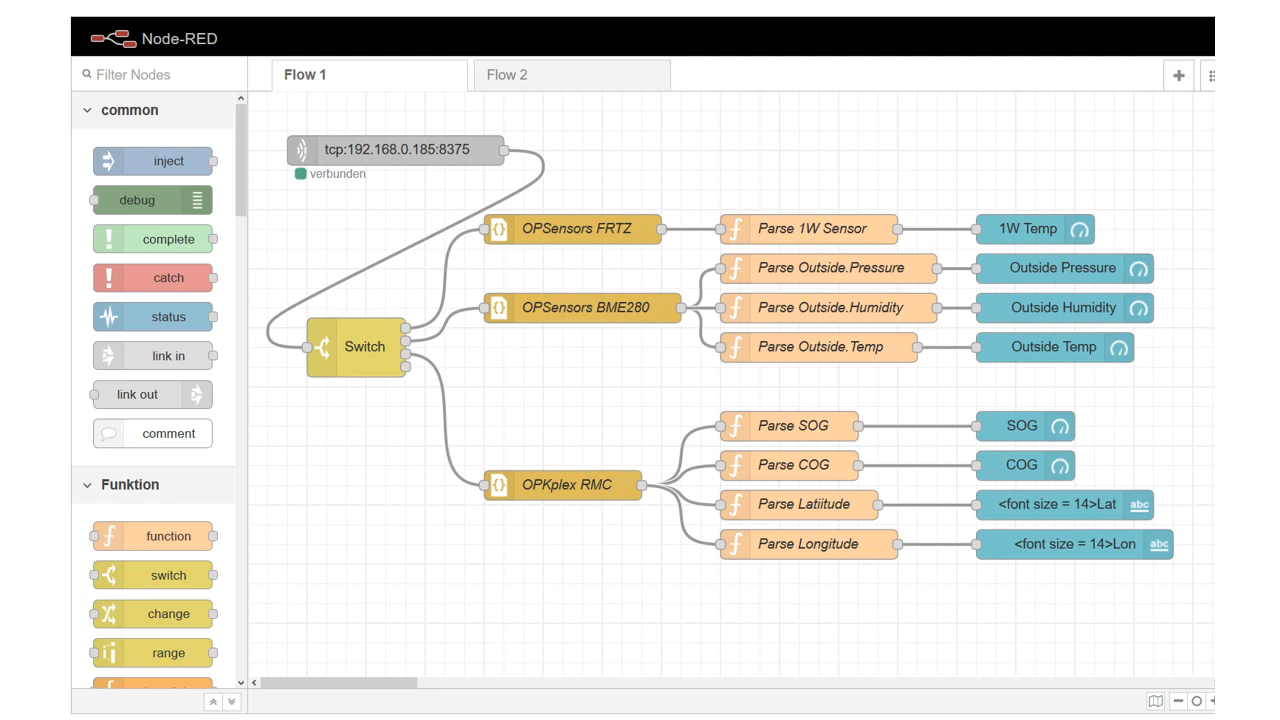 Node-RED
Filter Nodes
Flow 1
Flow 2
common
inject
debug
complete
catch
status
link in
link out
comment
Funktion
function
switch
change
range
tcp:192.168.0.185:8375
verbunden
Switch
OPSensors FRTZ
Parse 1W Sensor
1W Temp
Parse Outside.Pressure
Outside Pressure
OPSensors BME280
Parse Outside.Humidity
Outside Humidity
Parse Outside.Temp
Outside Temp
Parse SOG
SOG
Parse COG
COG
OPKplex RMC
Parse Latiitude
<font size = 14>Lat
abc
Parse Longitude
<font size = 14>Lon
abc